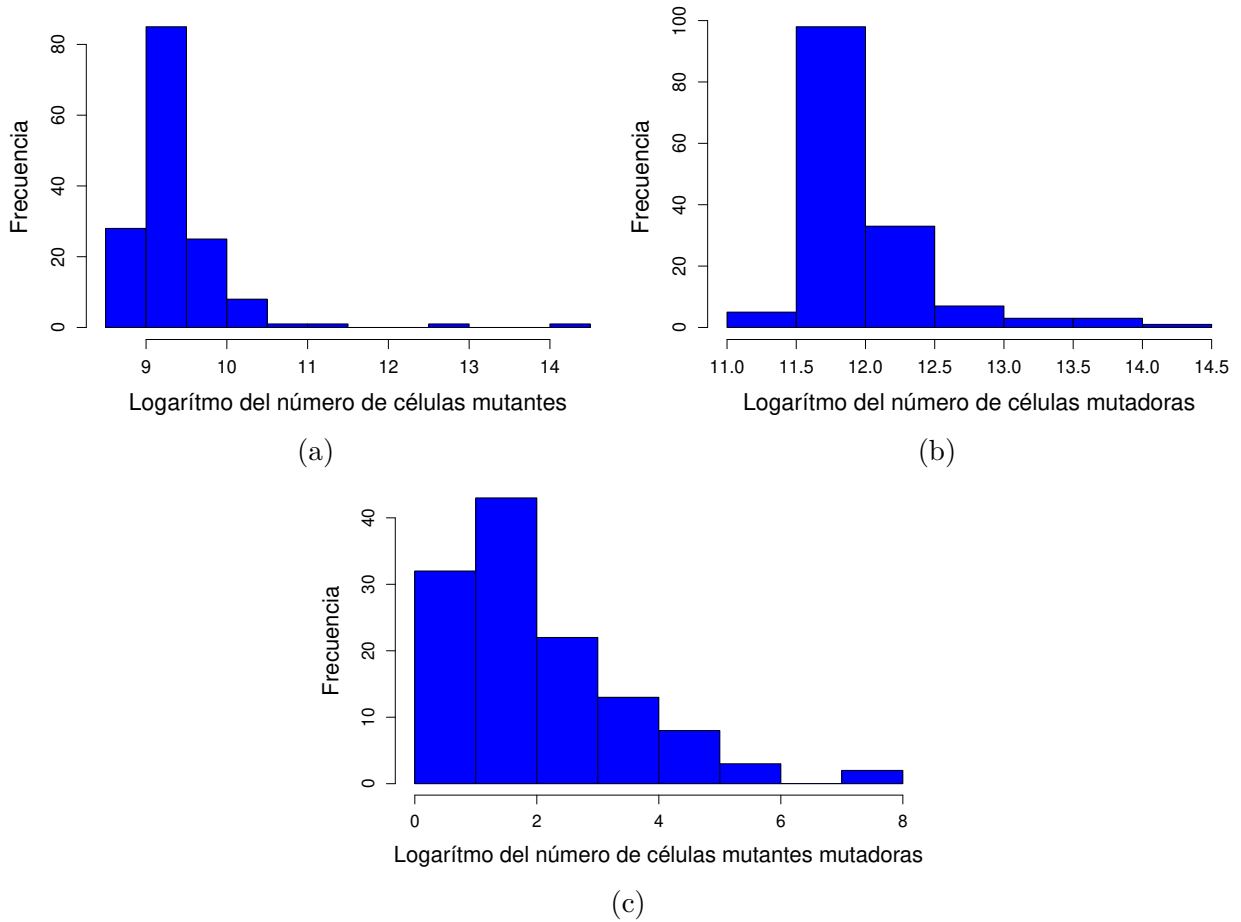 Frecuencia
0 20 40 60 80
9 10 11 12 13 14
Logarítmo del número de células mutantes
(a)
Frecuencia
0 20 40 60 80 100
11.0 11.5 12.0 12.5 13.0 13.5 14.0 14.5
Logarítmo del número de células mutadoras
(b)
Frecuencia
0 10 20 30 40
0 2 4 6 8
Logarítmo del número de células mutantes mutadoras
(c)